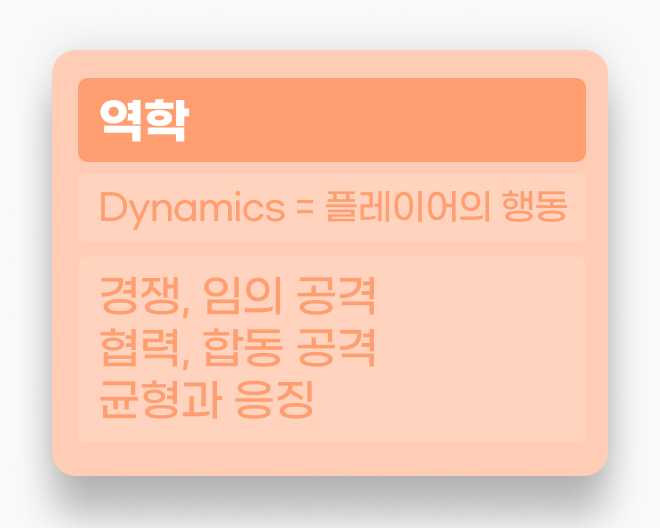 역학
Dynamics = 플레이어의 행동
경쟁, 임의 공격
협력, 합동 공격
균형과 응징